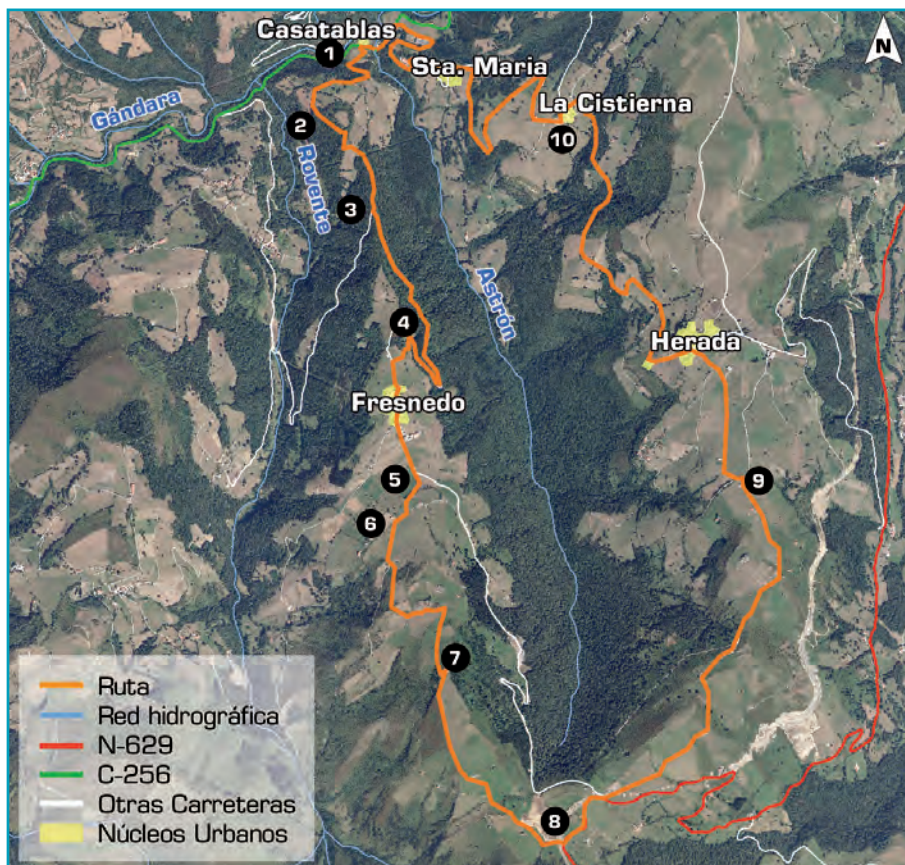 Casatablas
1
N
Sta. Maria
La Cistierna
Gándara
2
10
Rovente
3
Astrón
4
Herada
Fresnedo
5
9
6
7
8
Ruta
Red hidrográfica
N-629
C-256
Otras Carreteras
Núcleos Urbanos